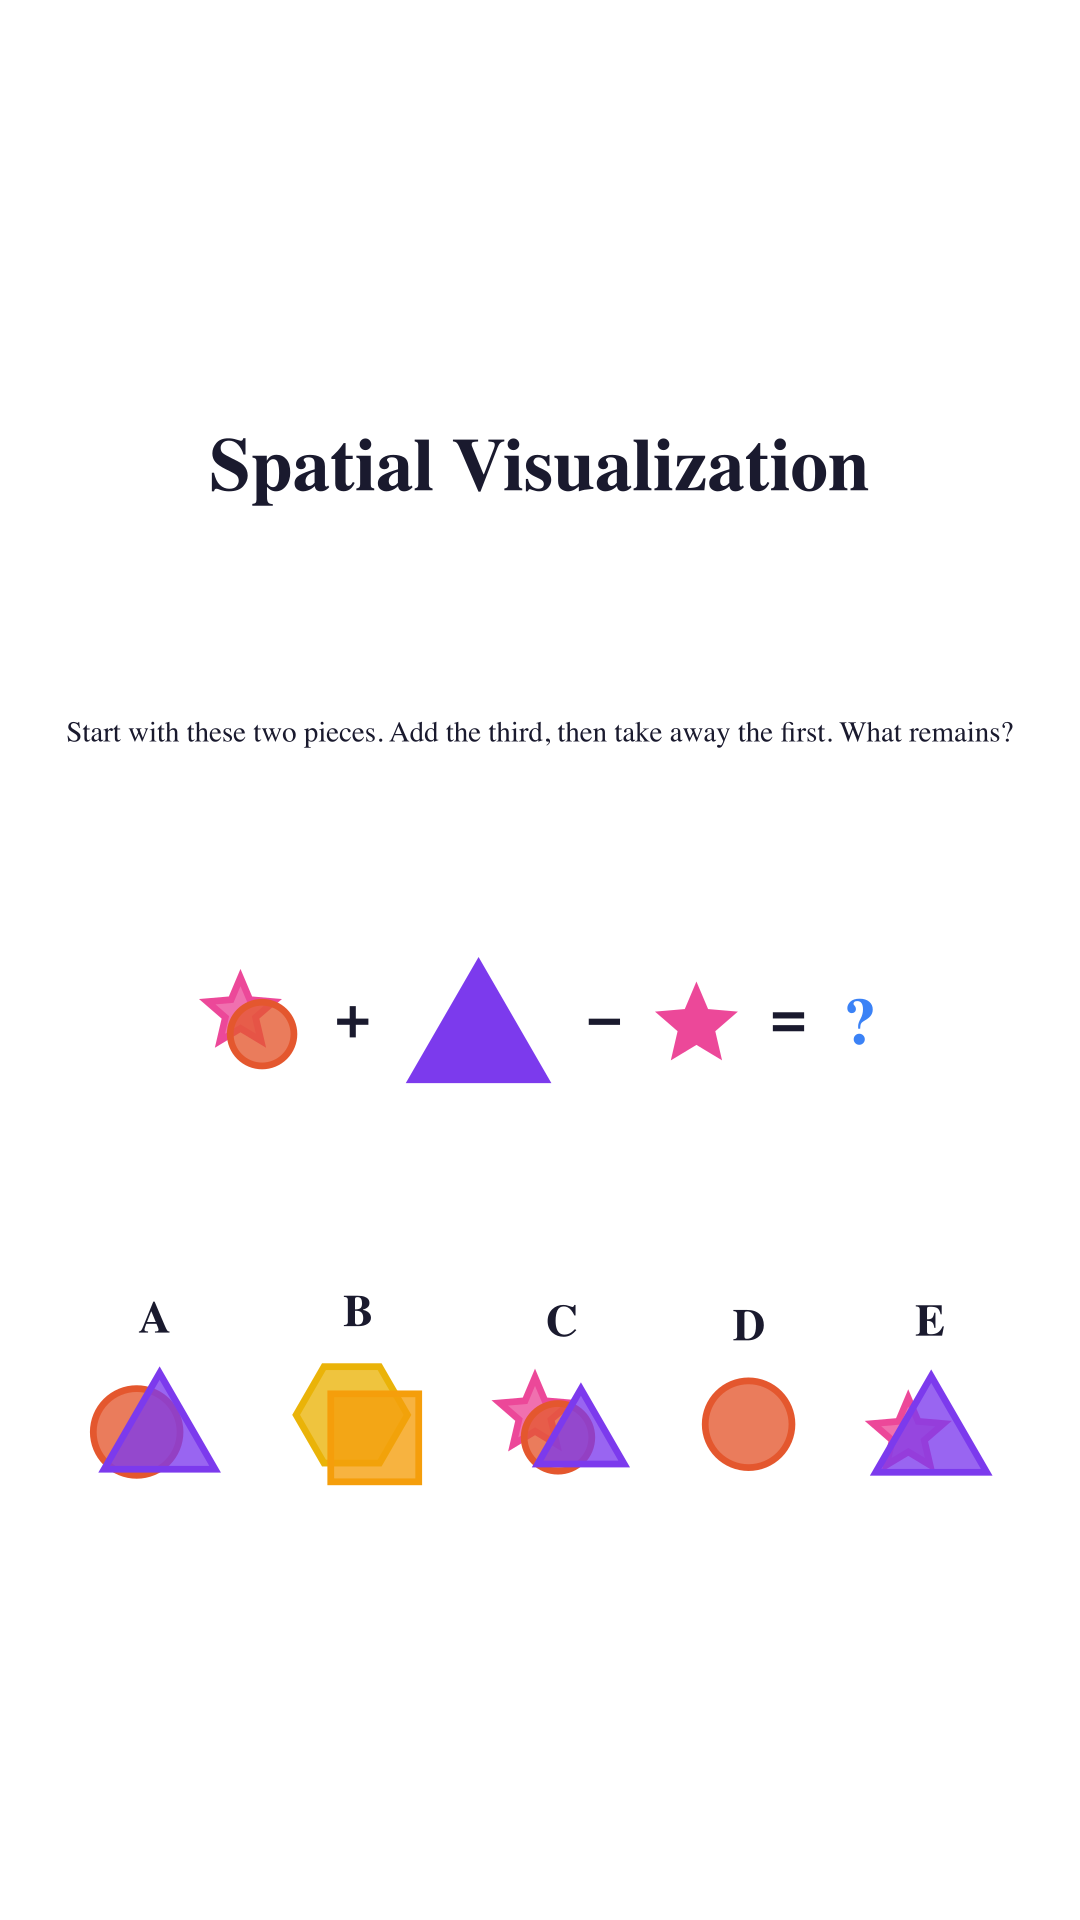 Spatial Visualization
Start with these two pieces. Add the third, then take away the first. What remains?
+ − = ?
A B C D E